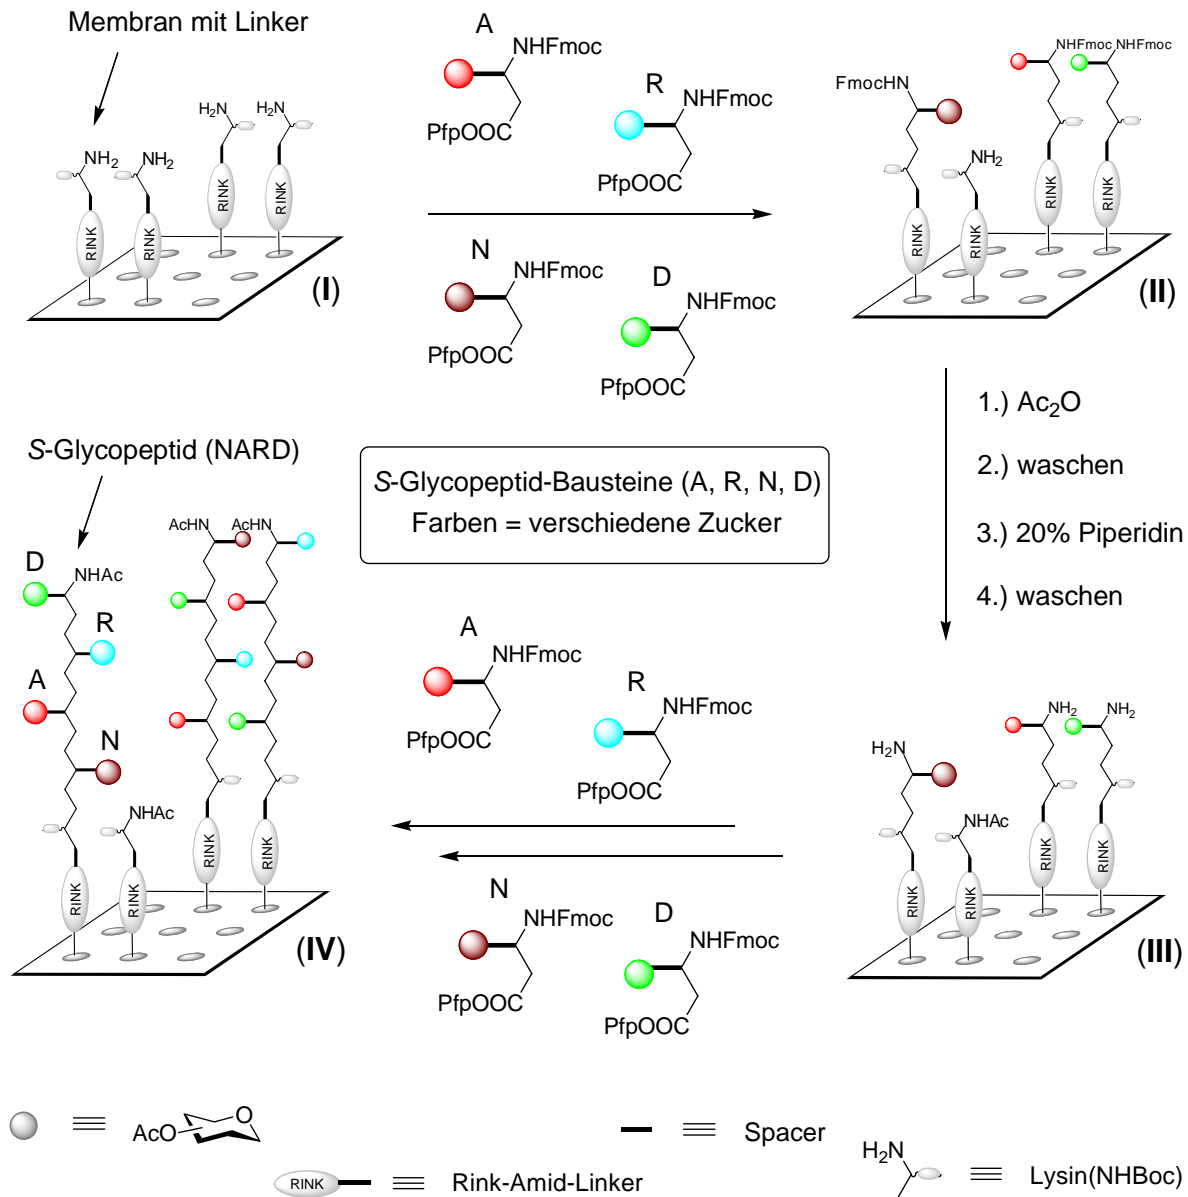 Membran mit Linker
A
NHFmoc
PfpOOC
R
NHFmoc
PfpOOC
NHFmoc NHFmoc
FmocHN
H2N H2N
NH2 NH2
NH2
RINK RINK RINK RINK
RINK RINK RINK RINK
(I)
N
NHFmoc
PfpOOC
D
NHFmoc
PfpOOC
(II)
1.) Ac2O
2.) waschen
3.) 20% Piperidin
4.) waschen
S-Glycopeptid (NARD)
S-Glycopeptid-Bausteine (A, R, N, D)
Farben = verschiedene Zucker
AcHN AcHN
D
NHAc
R
A
N
NHAc
RINK RINK RINK RINK
(IV)
A
NHFmoc
PfpOOC
R
NHFmoc
PfpOOC
N
NHFmoc
PfpOOC
D
NHFmoc
PfpOOC
NH2 NH2
H2N
NHAc
RINK RINK RINK RINK
(III)
AcO O
Spacer
RINK
Rink-Amid-Linker
H2N
Lysin(NHBoc)